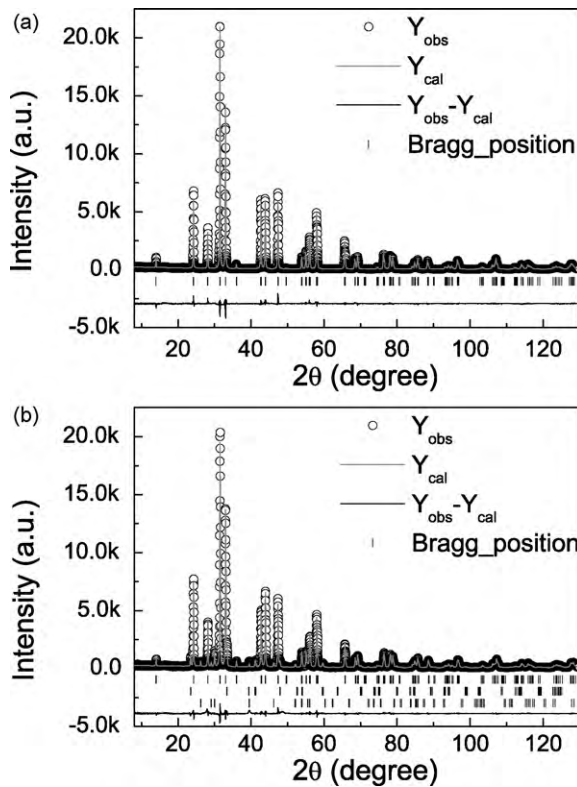 (a)
Y_obs
Y_cal
Y_obs-Y_cal
Bragg_position
Intensity (a.u.)
20.0k
15.0k
10.0k
5.0k
0.0
-5.0k
20 40 60 80 100 120
2θ (degree)
(b)
Y_obs
Y_cal
Y_obs-Y_cal
Bragg_position
Intensity (a.u.)
20.0k
15.0k
10.0k
5.0k
0.0
-5.0k
20 40 60 80 100 120
2θ (degree)